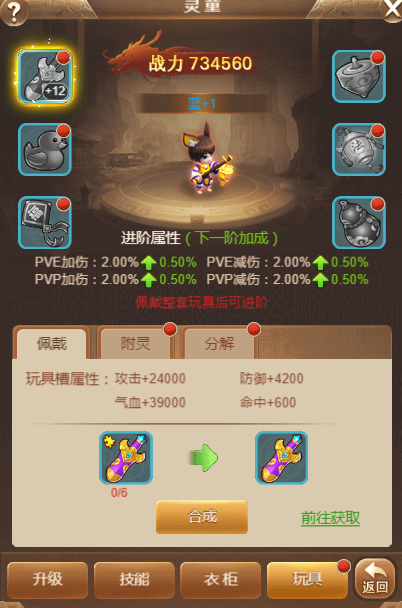 ?
灵童
战力 734560
+12
蓝+1
进阶属性（下一阶加成）
PVE加伤：2.00% 0.50% PVE减伤：2.00% 0.50%
PVP加伤：2.00% 0.50% PVP减伤：2.00% 0.50%
佩戴整套玩具后可进阶
佩戴 附灵 分解
玩具槽属性：攻击+24000 防御+4200
气血+39000 命中+600
0/6
合成
前往获取
升级 技能 衣柜 玩具 返回